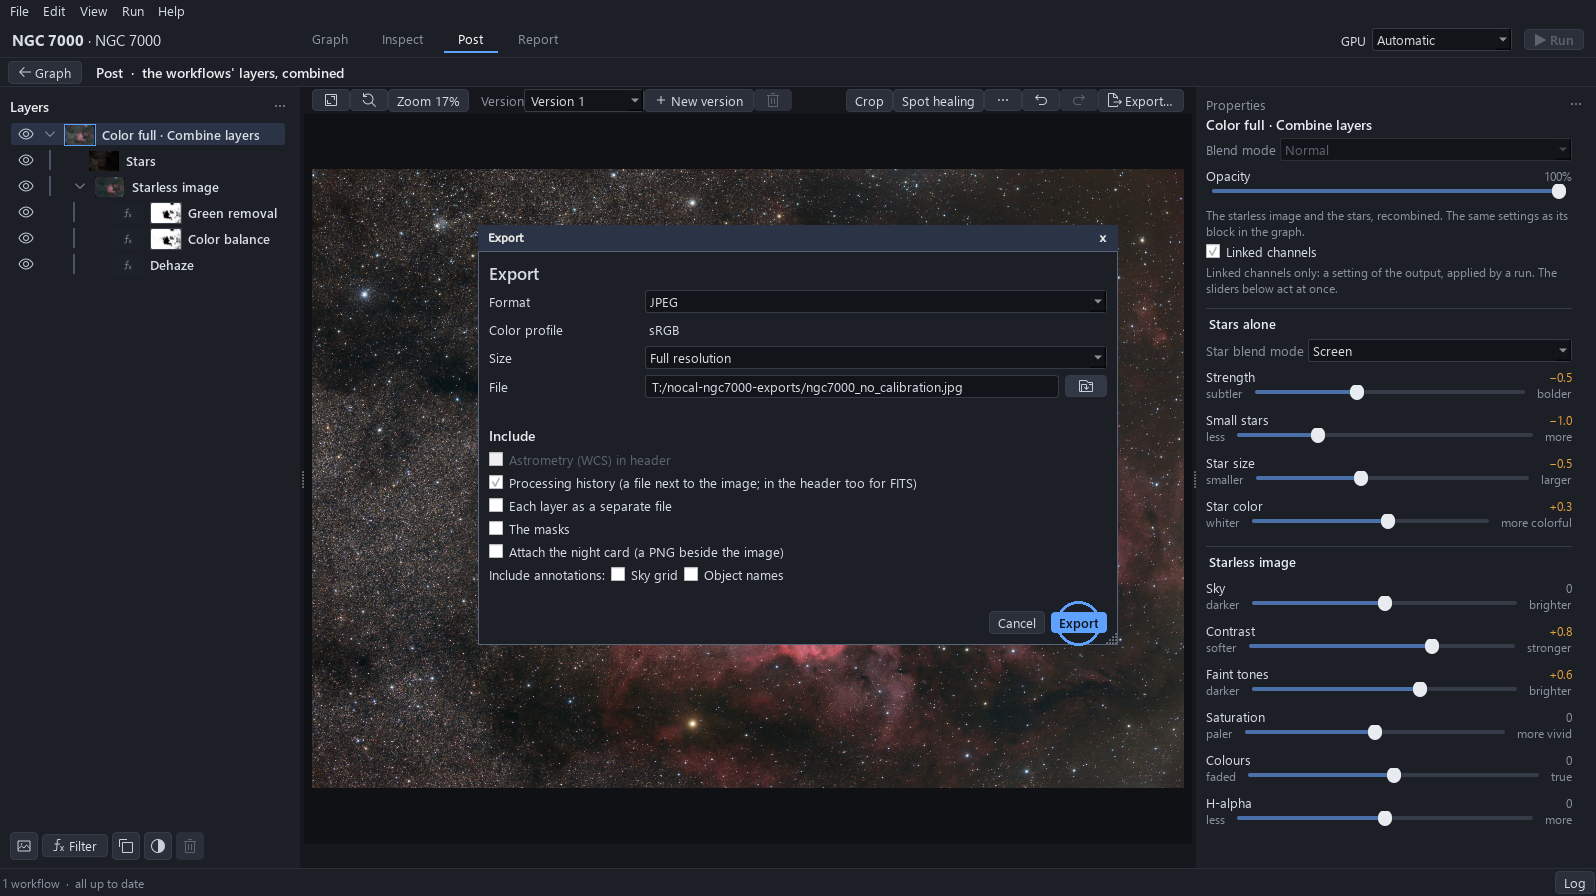 File Edit View Run Help
NGC 7000 · NGC 7000
Graph Inspect Post Report
GPU Automatic Run
Graph Post · the workflows' layers, combined
Layers
Color full · Combine layers
Stars
Starless image
fx Green removal
fx Color balance
fx Dehaze
fx Filter
Zoom 17% Version Version 1 + New version Crop Spot healing ... Export...
Export x
Export
Format JPEG
Color profile sRGB
Size Full resolution
File T:/nocal-ngc7000-exports/ngc7000_no_calibration.jpg
Include
Astrometry (WCS) in header
Processing history (a file next to the image; in the header too for FITS)
Each layer as a separate file
The masks
Attach the night card (a PNG beside the image)
Include annotations: Sky grid Object names
Cancel Export
Properties
Color full · Combine layers
Blend mode Normal
Opacity 100%
The starless image and the stars, recombined. The same settings as its
block in the graph.
Linked channels
Linked channels only: a setting of the output, applied by a run. The
sliders below act at once.
Stars alone
Star blend mode Screen
Strength −0.5
subtler bolder
Small stars −1.0
less more
Star size −0.5
smaller larger
Star color +0.3
whiter more colorful
Starless image
Sky 0
darker brighter
Contrast +0.8
softer stronger
Faint tones +0.6
darker brighter
Saturation 0
paler more vivid
Colours 0
faded true
H-alpha 0
less more
1 workflow · all up to date
Log